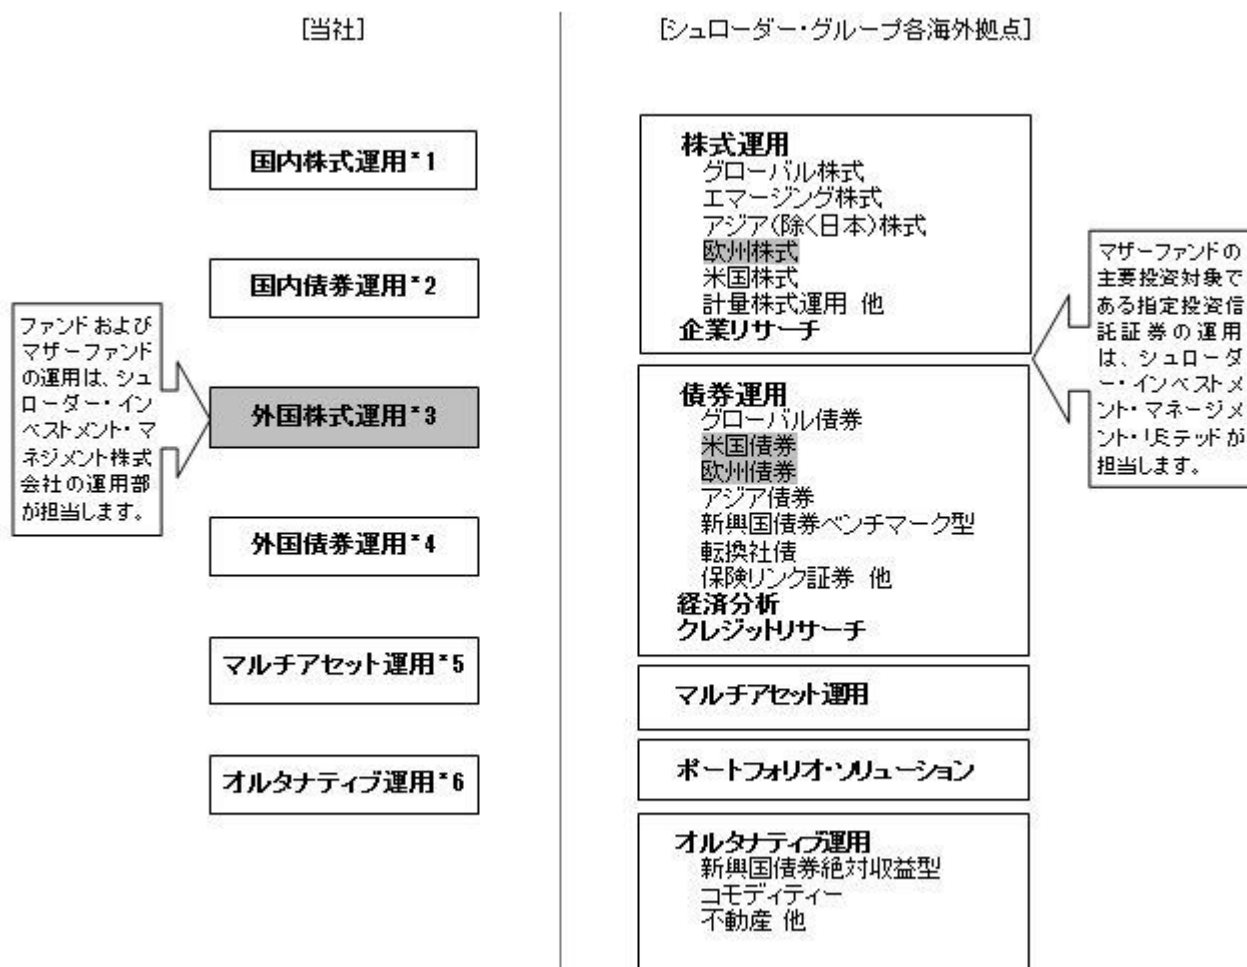 [当社]
国内株式運用*1
国内債券運用*2
ファンドおよび
マザーファンド
の運用は、シュ
ローダー・イン
ベストメント・マ
ネジメント株式
会社の運用部
が担当します。
外国株式運用*3
外国債券運用*4
マルチアセット運用*5
オルタナティブ運用*6
[シュローダー・グループ各海外拠点]
株式運用
グローバル株式
エマージング株式
アジア(除く日本)株式
欧州株式
米国株式
計量株式運用 他
企業リサーチ
債券運用
グローバル債券
米国債券
欧州債券
アジア債券
新興国債券ベンチマーク型
転換社債
保険リンク証券 他
経済分析
クレジットリサーチ
マルチアセット運用
ポートフォリオ・ソリューション
オルタナティブ運用
新興国債券絶対収益型
コモディティー
不動産 他
マザーファンドの
主要投資対象で
ある指定投資信
託証券の運用
は、シュローダ
ー・インベストメ
ント・マネージメ
ント・リミテッドが
担当します。